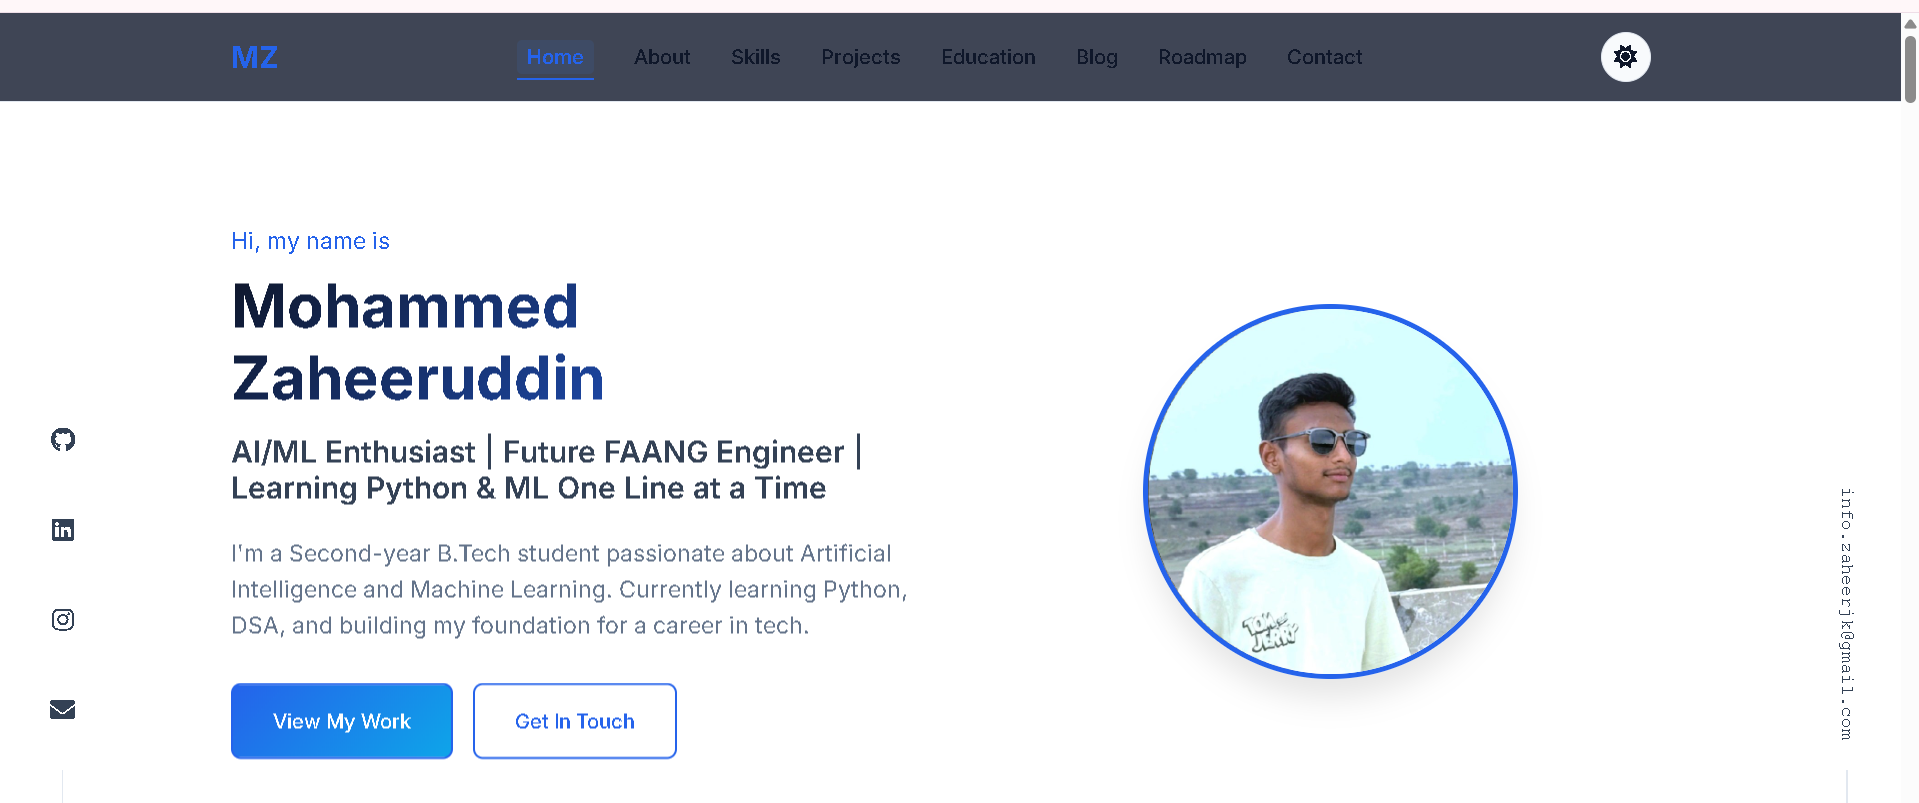 MZ
Home About Skills Projects Education Blog Roadmap Contact
Hi, my name is
Mohammed
Zaheeruddin
AI/ML Enthusiast | Future FAANG Engineer |
Learning Python & ML One Line at a Time
I'm a Second-year B.Tech student passionate about Artificial
Intelligence and Machine Learning. Currently learning Python,
DSA, and building my foundation for a career in tech.
View My Work
Get In Touch
TOM and
JERRY
info.zaheerjk@gmail.com